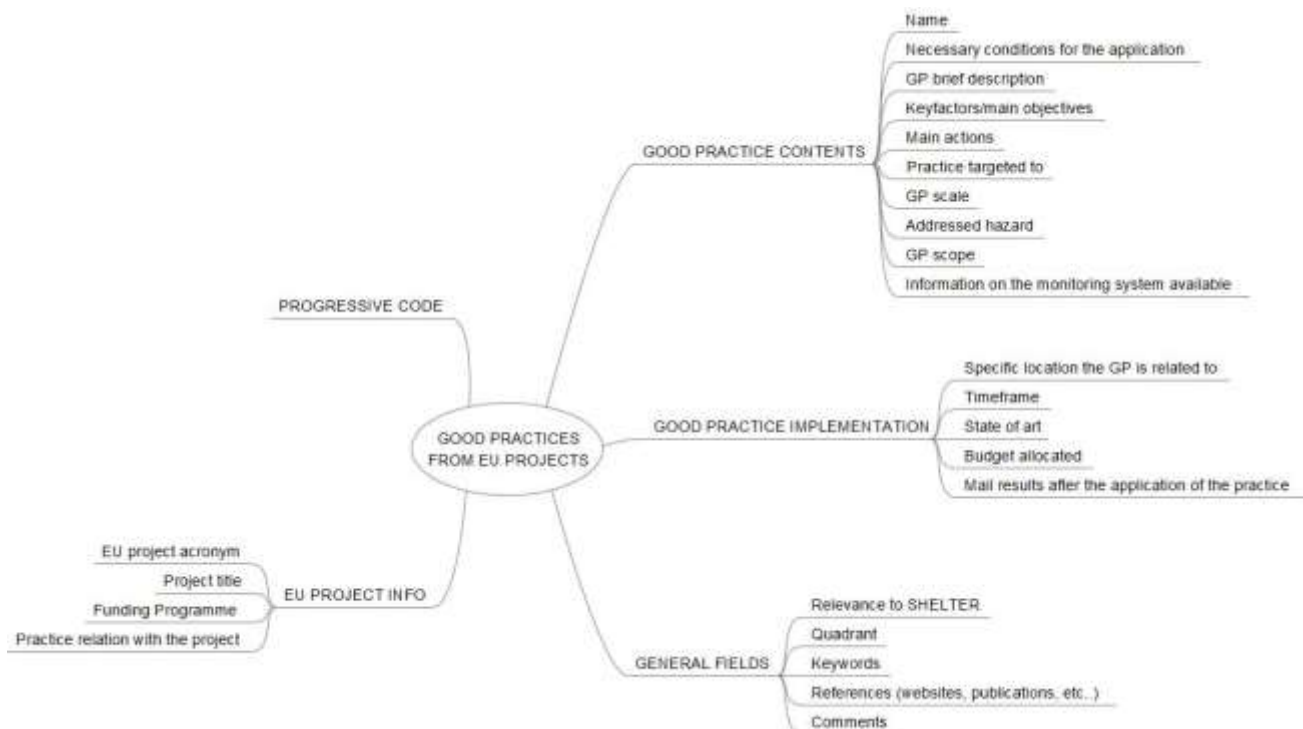 Name
Necessary conditions for the application
GP brief description
Keyfactors/main objectives
Main actions
GOOD PRACTICE CONTENTS
Practice targeted to
GP scale
Addressed hazard
GP scope
Information on the monitoring system available
PROGRESSIVE CODE
Specific location the GP is related to
Timeframe
GOOD PRACTICE IMPLEMENTATION
State of art
Budget allocated
Mail results after the application of the practice
GOOD PRACTICES
FROM EU PROJECTS
EU project acronym
Project title
EU PROJECT INFO
Funding Programme
Practice relation with the project
Relevance to SHELTER
Quadrant
GENERAL FIELDS
Keywords
References (websites, publications, etc..)
Comments